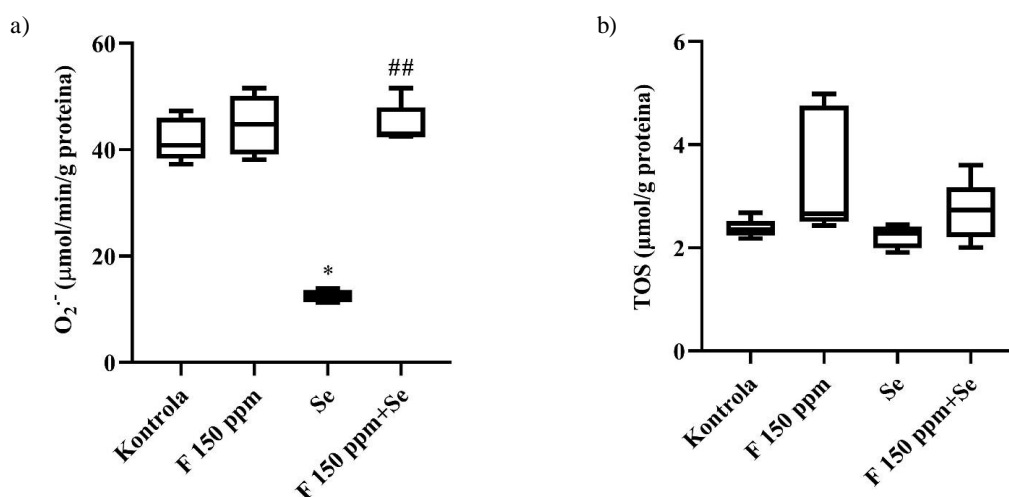 a)
O₂·⁻ (µmol/min/g proteina)
60
40
20
0
*
##
Kontrola
F 150 ppm
Se
F 150 ppm+Se
b)
TOS (µmol/g proteina)
6
4
2
0
Kontrola
F 150 ppm
Se
F 150 ppm+Se